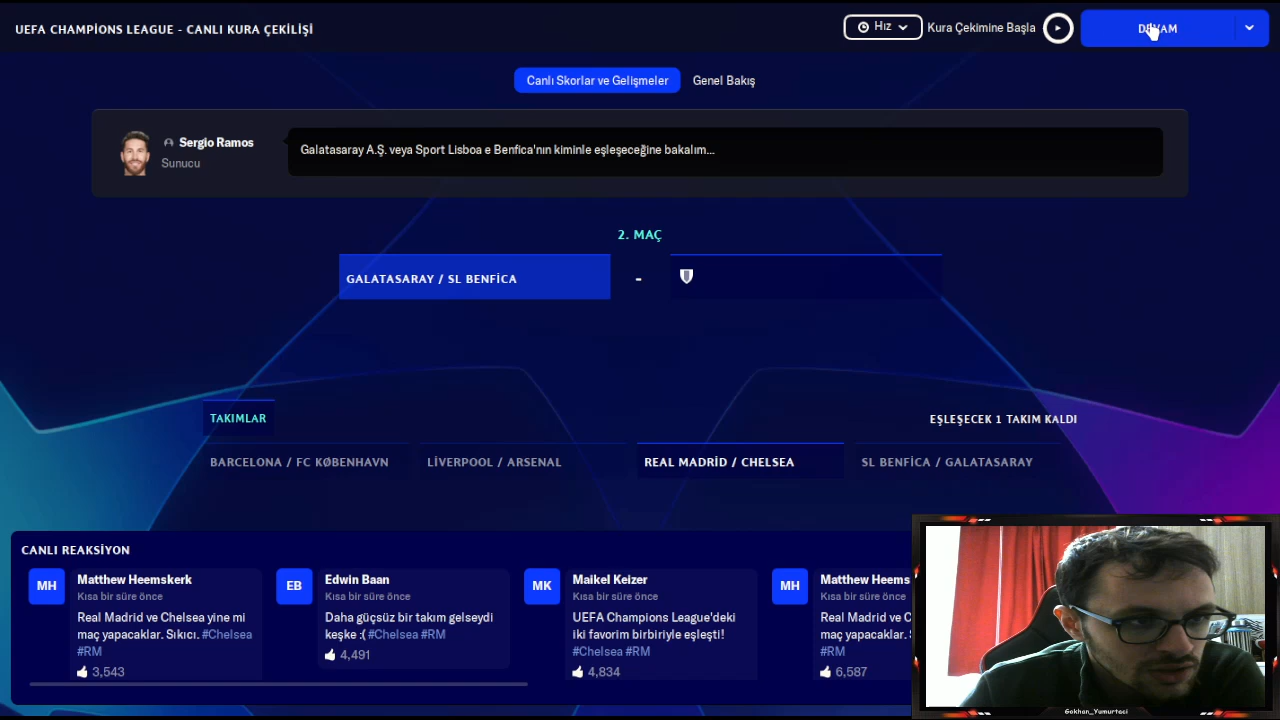 UEFA CHAMPİONS LEAGUE - CANLI KURA ÇEKİLİŞİ
Hız
Kura Çekimine Başla
Canlı Skorlar ve Gelişmeler
Genel Bakış
Sergio Ramos
Sunucu
Galatasaray A.Ş. veya Sport Lisboa e Benfica'nın kiminle eşleşeceğine bakalım...
2. MAÇ
GALATASARAY / SL BENFİCA
-
TAKIMLAR
EŞLEŞECEK 1 TAKIM KALDI
BARCELONA / FC KØBENHAVN
LİVERPOOL / ARSENAL
REAL MADRİD / CHELSEA
SL BENFİCA / GALATASARAY
CANLI REAKSİYON
MH
Matthew Heemskerk
Kısa bir süre önce
Real Madrid ve Chelsea yine mi
maç yapacaklar. Sıkıcı. #Chelsea
#RM
3,543
EB
Edwin Baan
Kısa bir süre önce
Daha güçsüz bir takım gelseydi
keşke :( #Chelsea #RM
4,491
MK
Maikel Keizer
Kısa bir süre önce
UEFA Champions League'deki
iki favorim birbiriyle eşleşti!
#Chelsea #RM
4,834
MH
Matthew Heems
Kısa bir süre önce
Real Madrid ve C
maç yapacaklar.
#RM
6,587
Gokhan_Yumurtaci